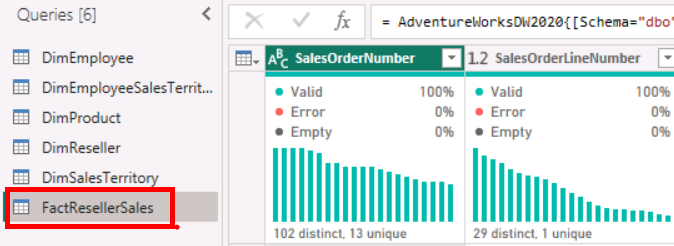 Queries [6]
fx
= AdventureWorksDW2020{[Schema="dbo"
DimEmployee
DimEmployeeSalesTerrit...
DimProduct
DimReseller
DimSalesTerritory
FactResellerSales
ABC SalesOrderNumber
1.2 SalesOrderLineNumber
Valid 100%
Error 0%
Empty 0%
102 distinct, 13 unique
Valid 100%
Error 0%
Empty 0%
29 distinct, 1 unique